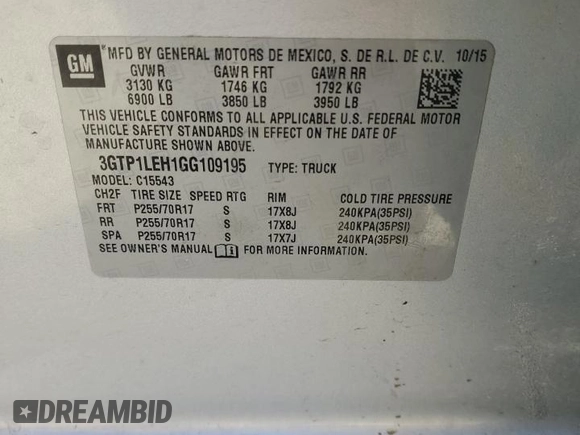 GM
MFD BY GENERAL MOTORS DE MEXICO, S. DE R.L. DE C.V. 10/15
GVWR GAWR FRT GAWR RR
3130 KG 1746 KG 1792 KG
6900 LB 3850 LB 3950 LB
THIS VEHICLE CONFORMS TO ALL APPLICABLE U.S. FEDERAL MOTOR
VEHICLE SAFETY STANDARDS IN EFFECT ON THE DATE OF
MANUFACTURE SHOWN ABOVE.
3GTP1LEH1GG109195 TYPE: TRUCK
MODEL: C15543
CH2F TIRE SIZE SPEED RTG RIM COLD TIRE PRESSURE
FRT P255/70R17 S 17X8J 240KPA(35PSI)
RR P255/70R17 S 17X8J 240KPA(35PSI)
SPA P255/70R17 S 17X7J 240KPA(35PSI)
SEE OWNER'S MANUAL FOR MORE INFORMATION.
DREAMBID